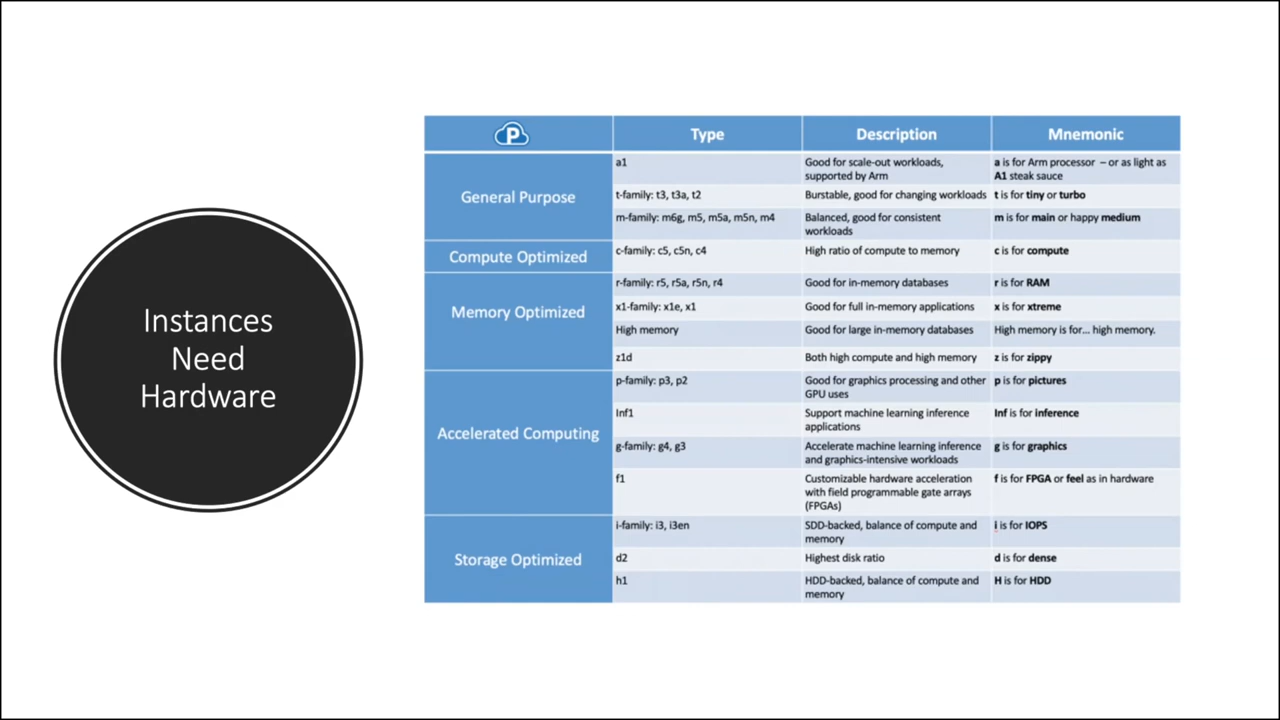 Instances
Need
Hardware
P
Type
Description
Mnemonic
General Purpose
a1
Good for scale-out workloads,
supported by Arm
a is for Arm processor – or as light as
A1 steak sauce
t-family: t3, t3a, t2
Burstable, good for changing workloads
t is for tiny or turbo
m-family: m6g, m5, m5a, m5n, m4
Balanced, good for consistent
workloads
m is for main or happy medium
Compute Optimized
c-family: c5, c5n, c4
High ratio of compute to memory
c is for compute
Memory Optimized
r-family: r5, r5a, r5n, r4
Good for in-memory databases
r is for RAM
x1-family: x1e, x1
Good for full in-memory applications
x is for xtreme
High memory
Good for large in-memory databases
High memory is for... high memory.
z1d
Both high compute and high memory
z is for zippy
Accelerated Computing
p-family: p3, p2
Good for graphics processing and other
GPU uses
p is for pictures
Inf1
Support machine learning inference
applications
Inf is for inference
g-family: g4, g3
Accelerate machine learning inference
and graphics-intensive workloads
g is for graphics
f1
Customizable hardware acceleration
with field programmable gate arrays
(FPGAs)
f is for FPGA or feel as in hardware
Storage Optimized
i-family: i3, i3en
SDD-backed, balance of compute and
memory
i is for IOPS
d2
Highest disk ratio
d is for dense
h1
HDD-backed, balance of compute and
memory
H is for HDD